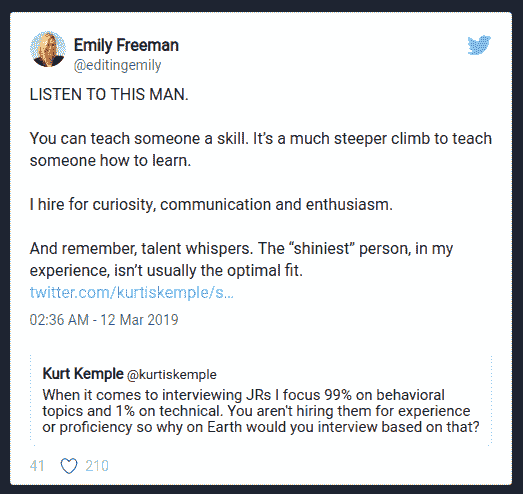 Emily Freeman
@editingemily
LISTEN TO THIS MAN.
You can teach someone a skill. It's a much steeper climb to teach
someone how to learn.
I hire for curiosity, communication and enthusiasm.
And remember, talent whispers. The “shiniest” person, in my
experience, isn't usually the optimal fit.
twitter.com/kurtiskemple/s…
02:36 AM - 12 Mar 2019
Kurt Kemple @kurtiskemple
When it comes to interviewing JRs I focus 99% on behavioral
topics and 1% on technical. You aren't hiring them for experience
or proficiency so why on Earth would you interview based on that?
41 210